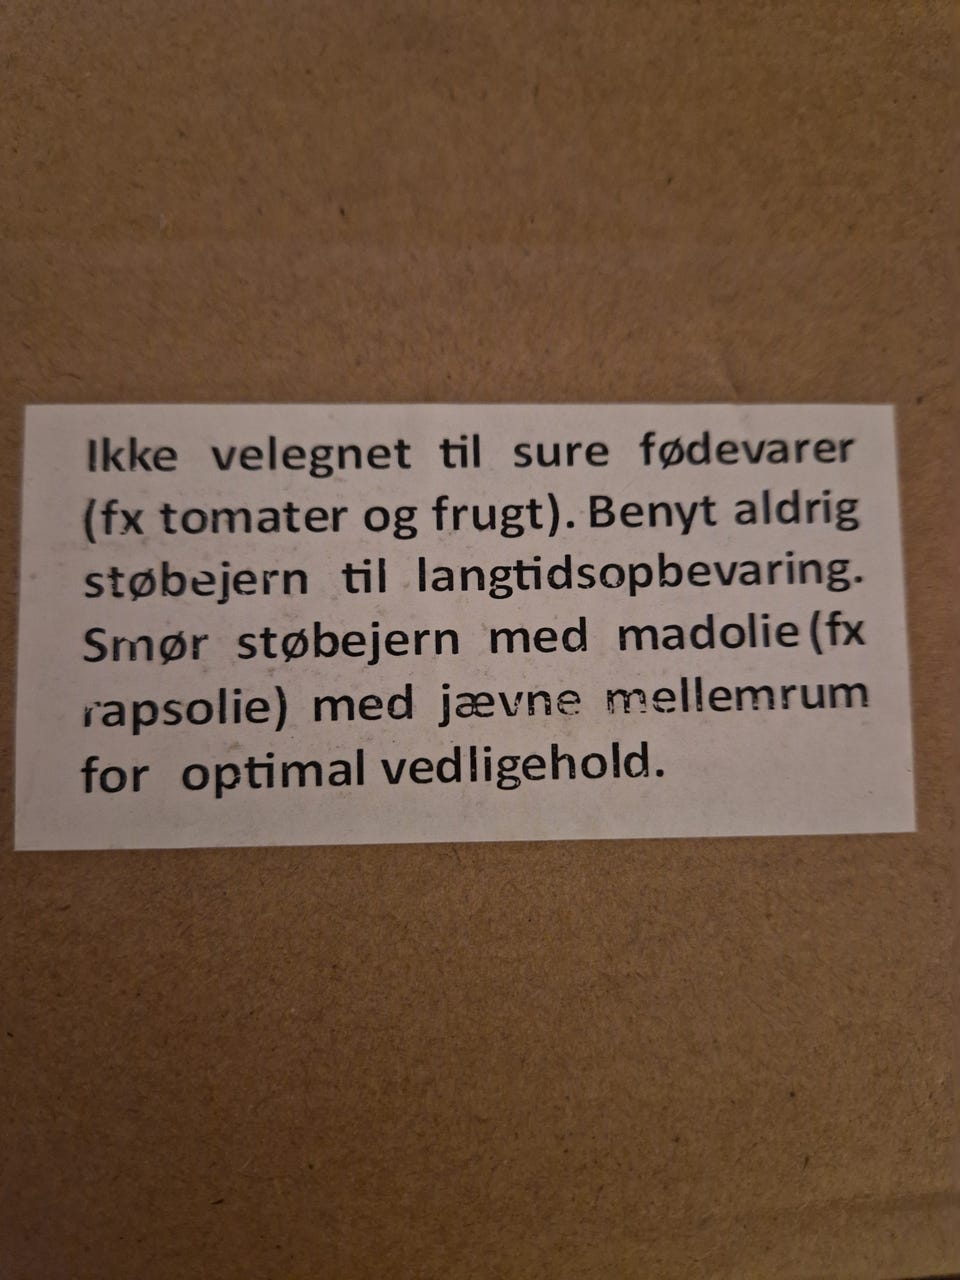 Ikke velegnet til sure fødevarer
(fx tomater og frugt). Benyt aldrig
støbejern til langtidsopbevaring.
Smør støbejern med madolie (fx
rapsolie) med jævne mellemrum
for optimal vedligehold.